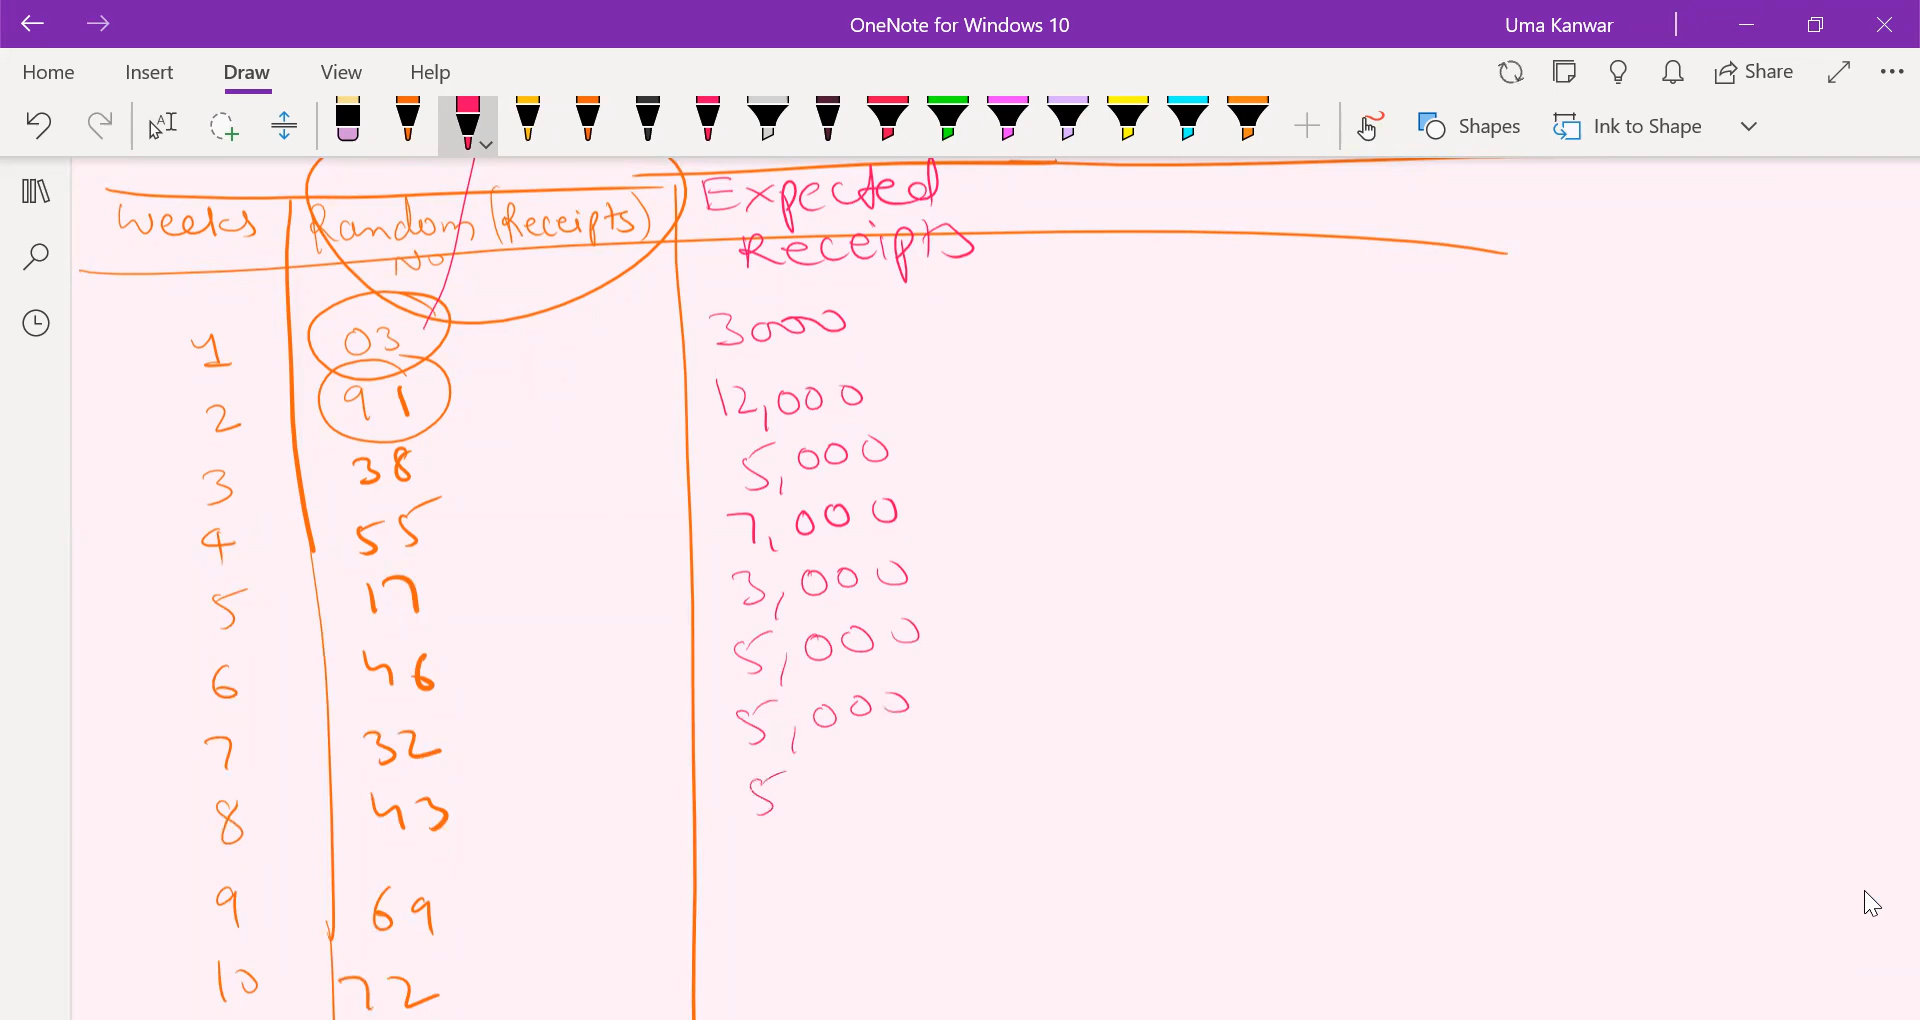 OneNote for Windows 10
Uma Kanwar
Home Insert Draw View Help
Share
Shapes Ink to Shape
Weeks Random (Receipts) Expected
No Receipts
1 03 3000
2 91 12,000
3 38 5,000
4 55 7,000
5 17 3,000
6 46 5,000
7 32 5,000
8 43 5
9 69
10 72